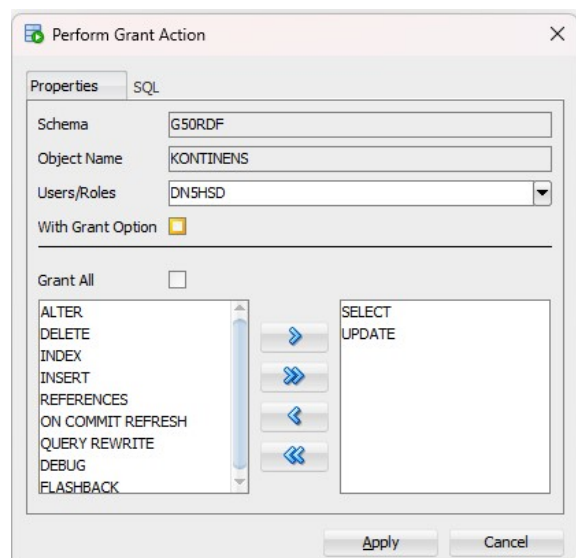 Perform Grant Action
Properties
SQL
Schema
G50RDF
Object Name
KONTINENS
Users/Roles
DN5HSD
With Grant Option
Grant All
ALTER
DELETE
INDEX
INSERT
REFERENCES
ON COMMIT REFRESH
QUERY REWRITE
DEBUG
FLASHBACK
SELECT
UPDATE
Apply
Cancel